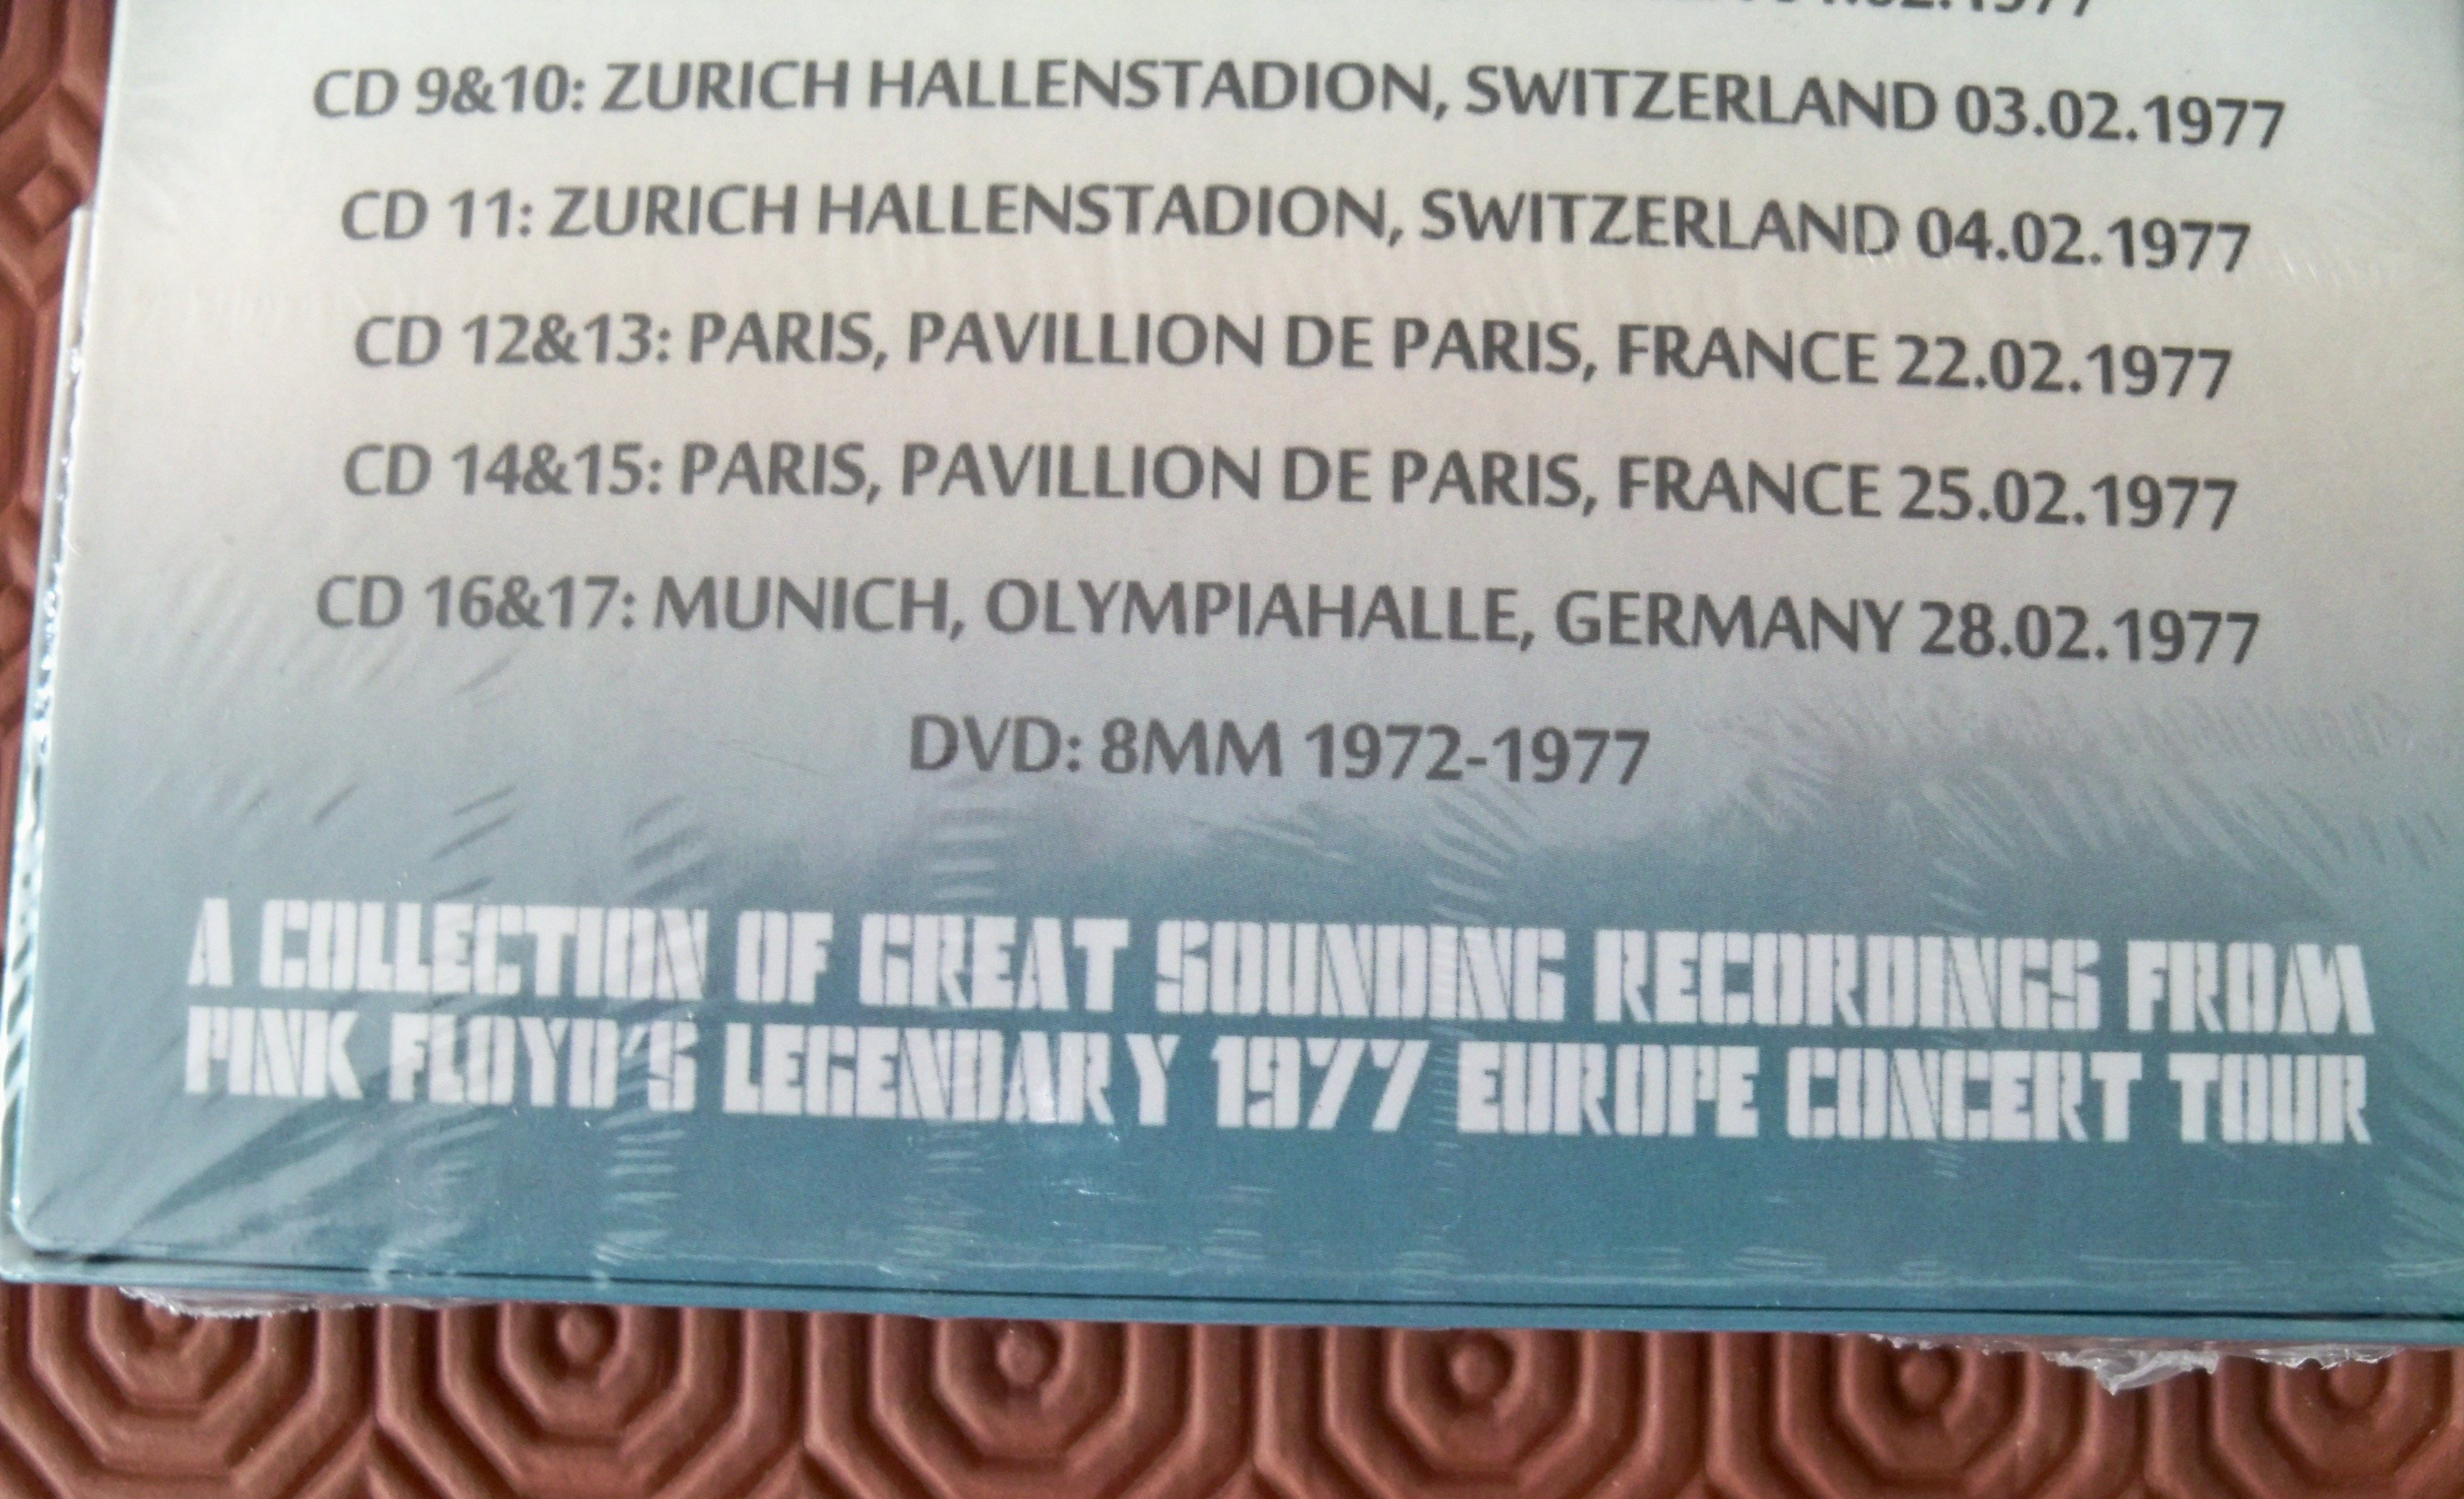 CD 9&10: ZURICH HALLENSTADION, SWITZERLAND 03.02.1977
CD 11: ZURICH HALLENSTADION, SWITZERLAND 04.02.1977
CD 12&13: PARIS, PAVILLION DE PARIS, FRANCE 22.02.1977
CD 14&15: PARIS, PAVILLION DE PARIS, FRANCE 25.02.1977
CD 16&17: MUNICH, OLYMPIAHALLE, GERMANY 28.02.1977
DVD: 8MM 1972-1977
A COLLECTION OF GREAT SOUNDING RECORDINGS FROM
PINK FLOYD'S LEGENDARY 1977 EUROPE CONCERT TOUR